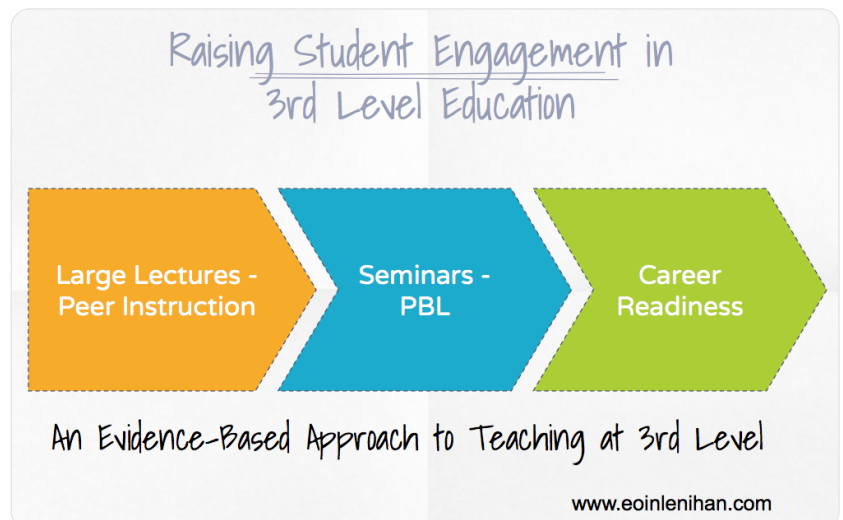 Raising Student Engagement in
3rd Level Education
Large Lectures -
Peer Instruction
Seminars -
PBL
Career
Readiness
An Evidence-Based Approach to Teaching at 3rd Level
www.eoinlenihan.com